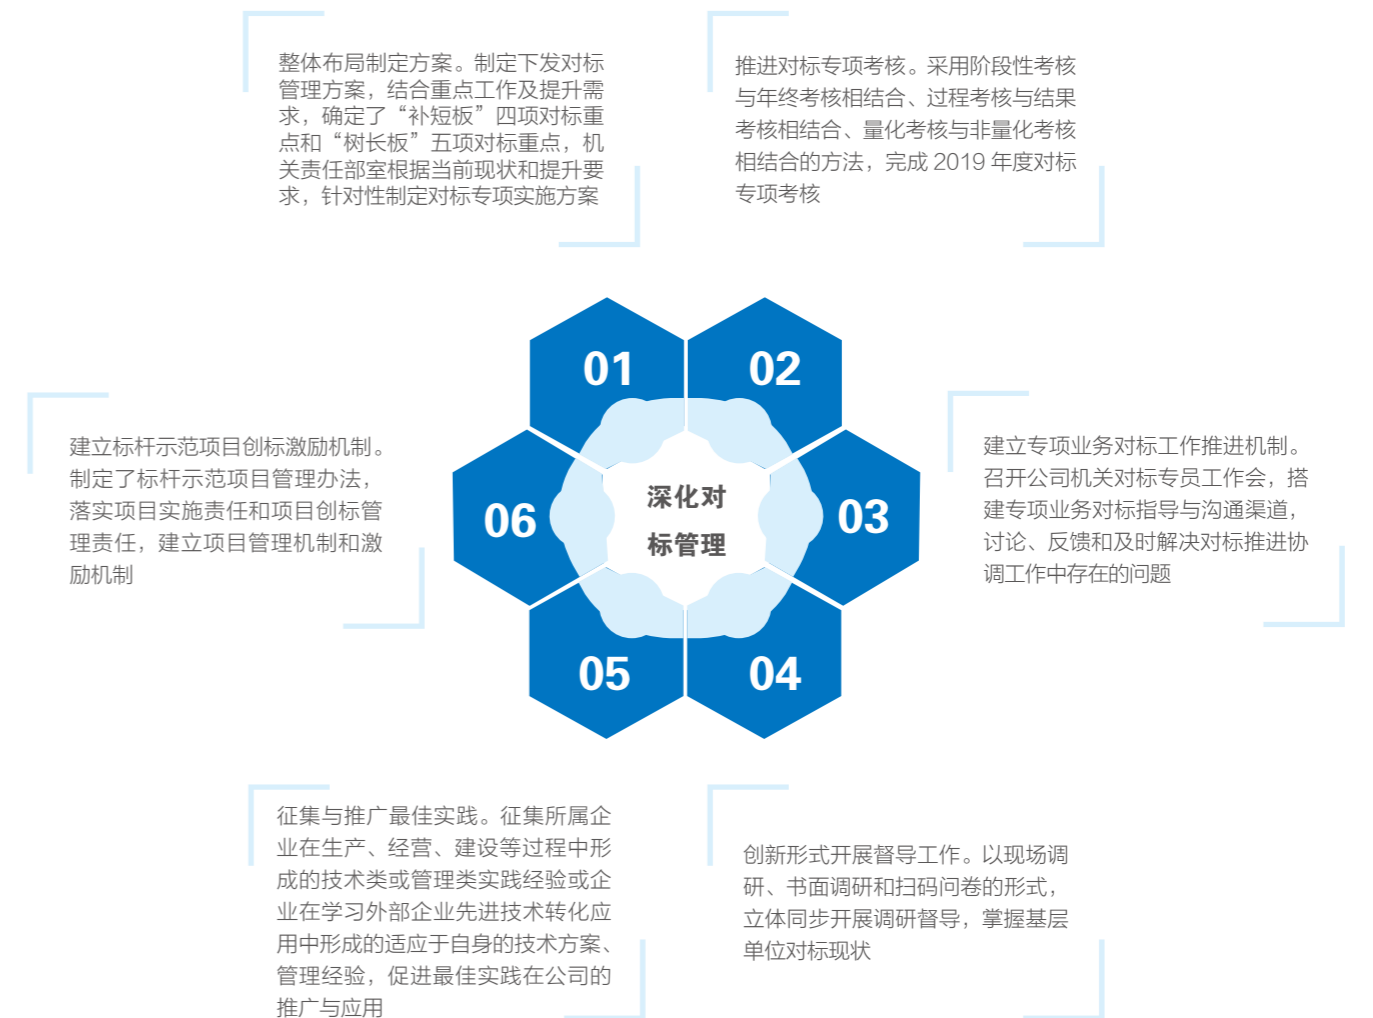 整体布局制定方案。制定下发对标
管理方案，结合重点工作及提升需
求，确定了“补短板”四项对标重
点和“树长板”五项对标重点，机
关责任部室根据当前现状和提升要
求，针对性制定对标专项实施方案
推进对标专项考核。采用阶段性考核
与年终考核相结合、过程考核与结果
考核相结合、量化考核与非量化考核
相结合的方法，完成 2019 年度对标
专项考核
01
02
建立标杆示范项目创标激励机制。
制定了标杆示范项目管理办法，
落实项目实施责任和项目创标管
理责任，建立项目管理机制和激
励机制
06
深化对
标管理
03
建立专项业务对标工作推进机制。
召开公司机关对标专员工作会，搭
建专项业务对标指导与沟通渠道，
讨论、反馈和及时解决对标推进协
调工作中存在的问题
05
04
征集与推广最佳实践。征集所属企
业在生产、经营、建设等过程中形
成的技术类或管理类实践经验或企
业在学习外部企业先进技术转化应
用中形成的适应于自身的技术方案、
管理经验，促进最佳实践在公司的
推广与应用
创新形式开展督导工作。以现场调
研、书面调研和扫码问卷的形式，
立体同步开展调研督导，掌握基层
单位对标现状